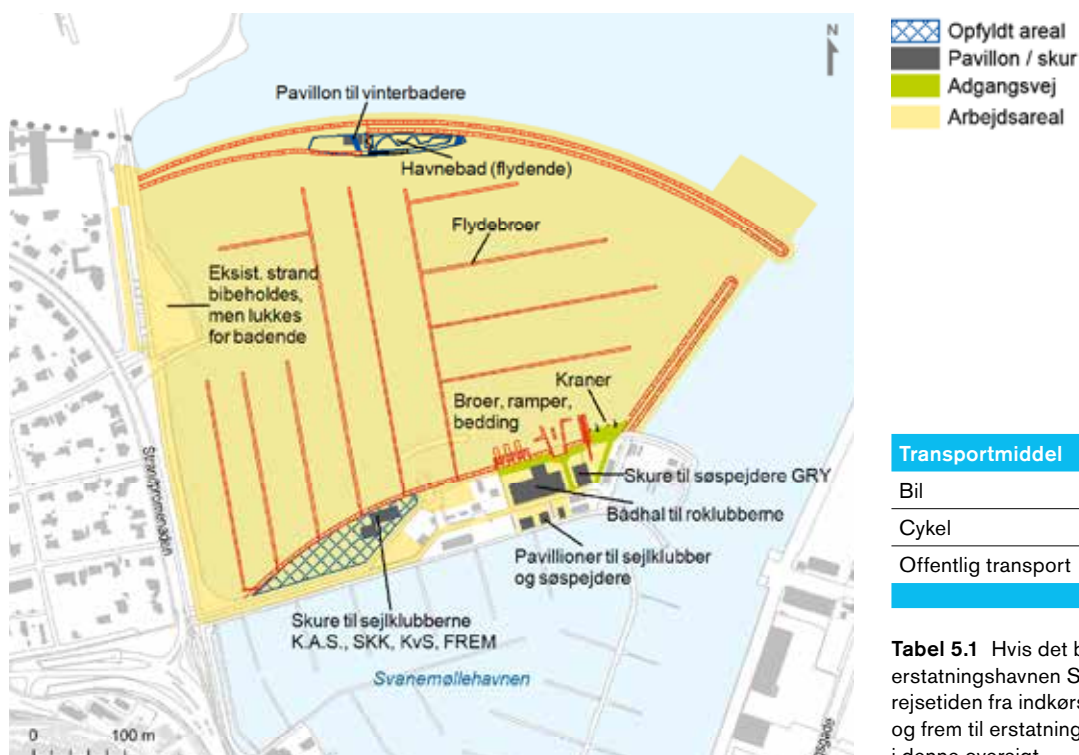 N
Opfyldt areal
Pavillon / skur
Adgangsvej
Arbejdsareal
Pavillon til vinterbadere
Havnebad (flydende)
Flydebroer
Eksist. strand
bibeholdes,
men lukkes
for badende
Kraner
Broer, ramper,
bedding
Strandpromenaden
Skure til søspejdere GRY
Bådhal til roklubberne
Pavillioner til sejlklubber
og søspejdere
Skure til sejlklubberne
K.A.S., SKK, KvS, FREM
Svanemøllehavnen
0 100 m
Transportmiddel
Bil
Cykel
Offentlig transport
Tabel 5.1 Hvis det b
erstatningshavnen S
rejsetiden fra indkørs
og frem til erstatning
i denne oversigt